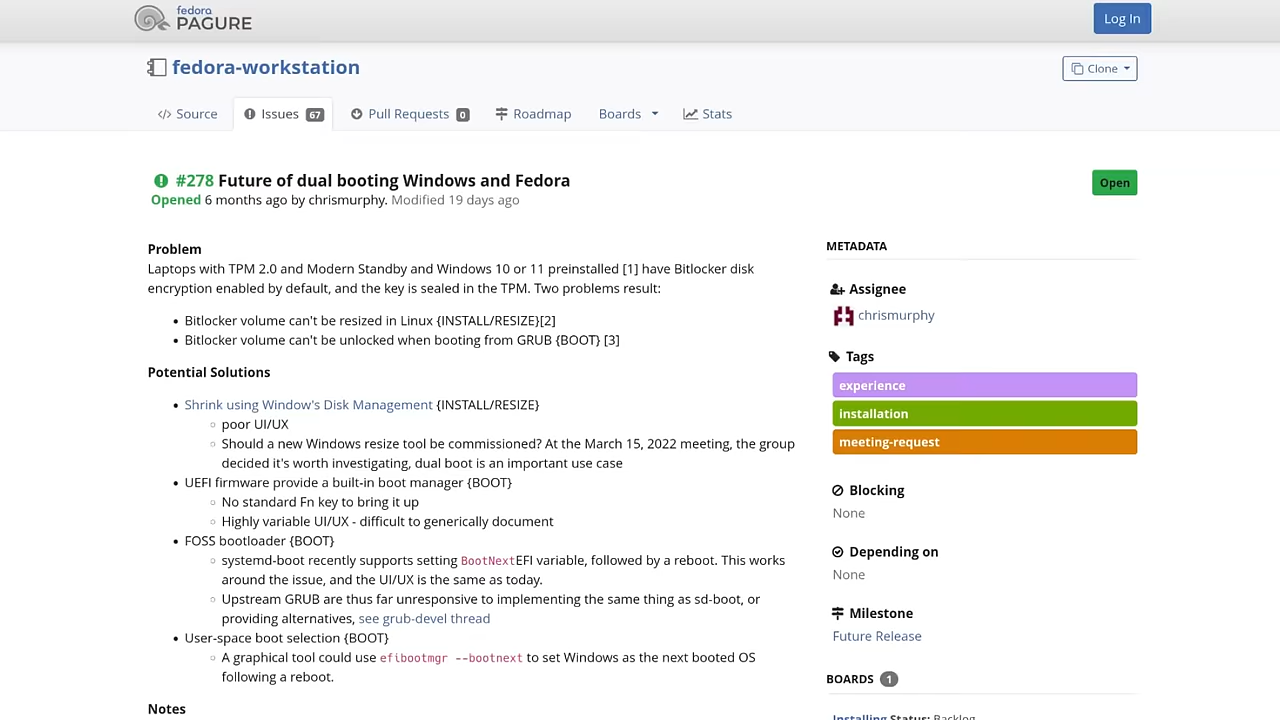 fedora
PAGURE
Log In
fedora-workstation
Clone
Source
Issues 67
Pull Requests 0
Roadmap
Boards
Stats
#278 Future of dual booting Windows and Fedora
Open
Opened 6 months ago by chrismurphy. Modified 19 days ago
Problem
Laptops with TPM 2.0 and Modern Standby and Windows 10 or 11 preinstalled [1] have Bitlocker disk
encryption enabled by default, and the key is sealed in the TPM. Two problems result:
• Bitlocker volume can't be resized in Linux {INSTALL/RESIZE}[2]
• Bitlocker volume can't be unlocked when booting from GRUB {BOOT} [3]
Potential Solutions
• Shrink using Window's Disk Management {INSTALL/RESIZE}
◦ poor UI/UX
◦ Should a new Windows resize tool be commissioned? At the March 15, 2022 meeting, the group
decided it's worth investigating, dual boot is an important use case
• UEFI firmware provide a built-in boot manager {BOOT}
◦ No standard Fn key to bring it up
◦ Highly variable UI/UX - difficult to generically document
• FOSS bootloader {BOOT}
◦ systemd-boot recently supports setting BootNextEFI variable, followed by a reboot. This works
around the issue, and the UI/UX is the same as today.
◦ Upstream GRUB are thus far unresponsive to implementing the same thing as sd-boot, or
providing alternatives, see grub-devel thread
• User-space boot selection {BOOT}
◦ A graphical tool could use efibootmgr --bootnext to set Windows as the next booted OS
following a reboot.
Notes
METADATA
Assignee
chrismurphy
Tags
experience
installation
meeting-request
Blocking
None
Depending on
None
Milestone
Future Release
BOARDS 1
Installing Status: Backlog